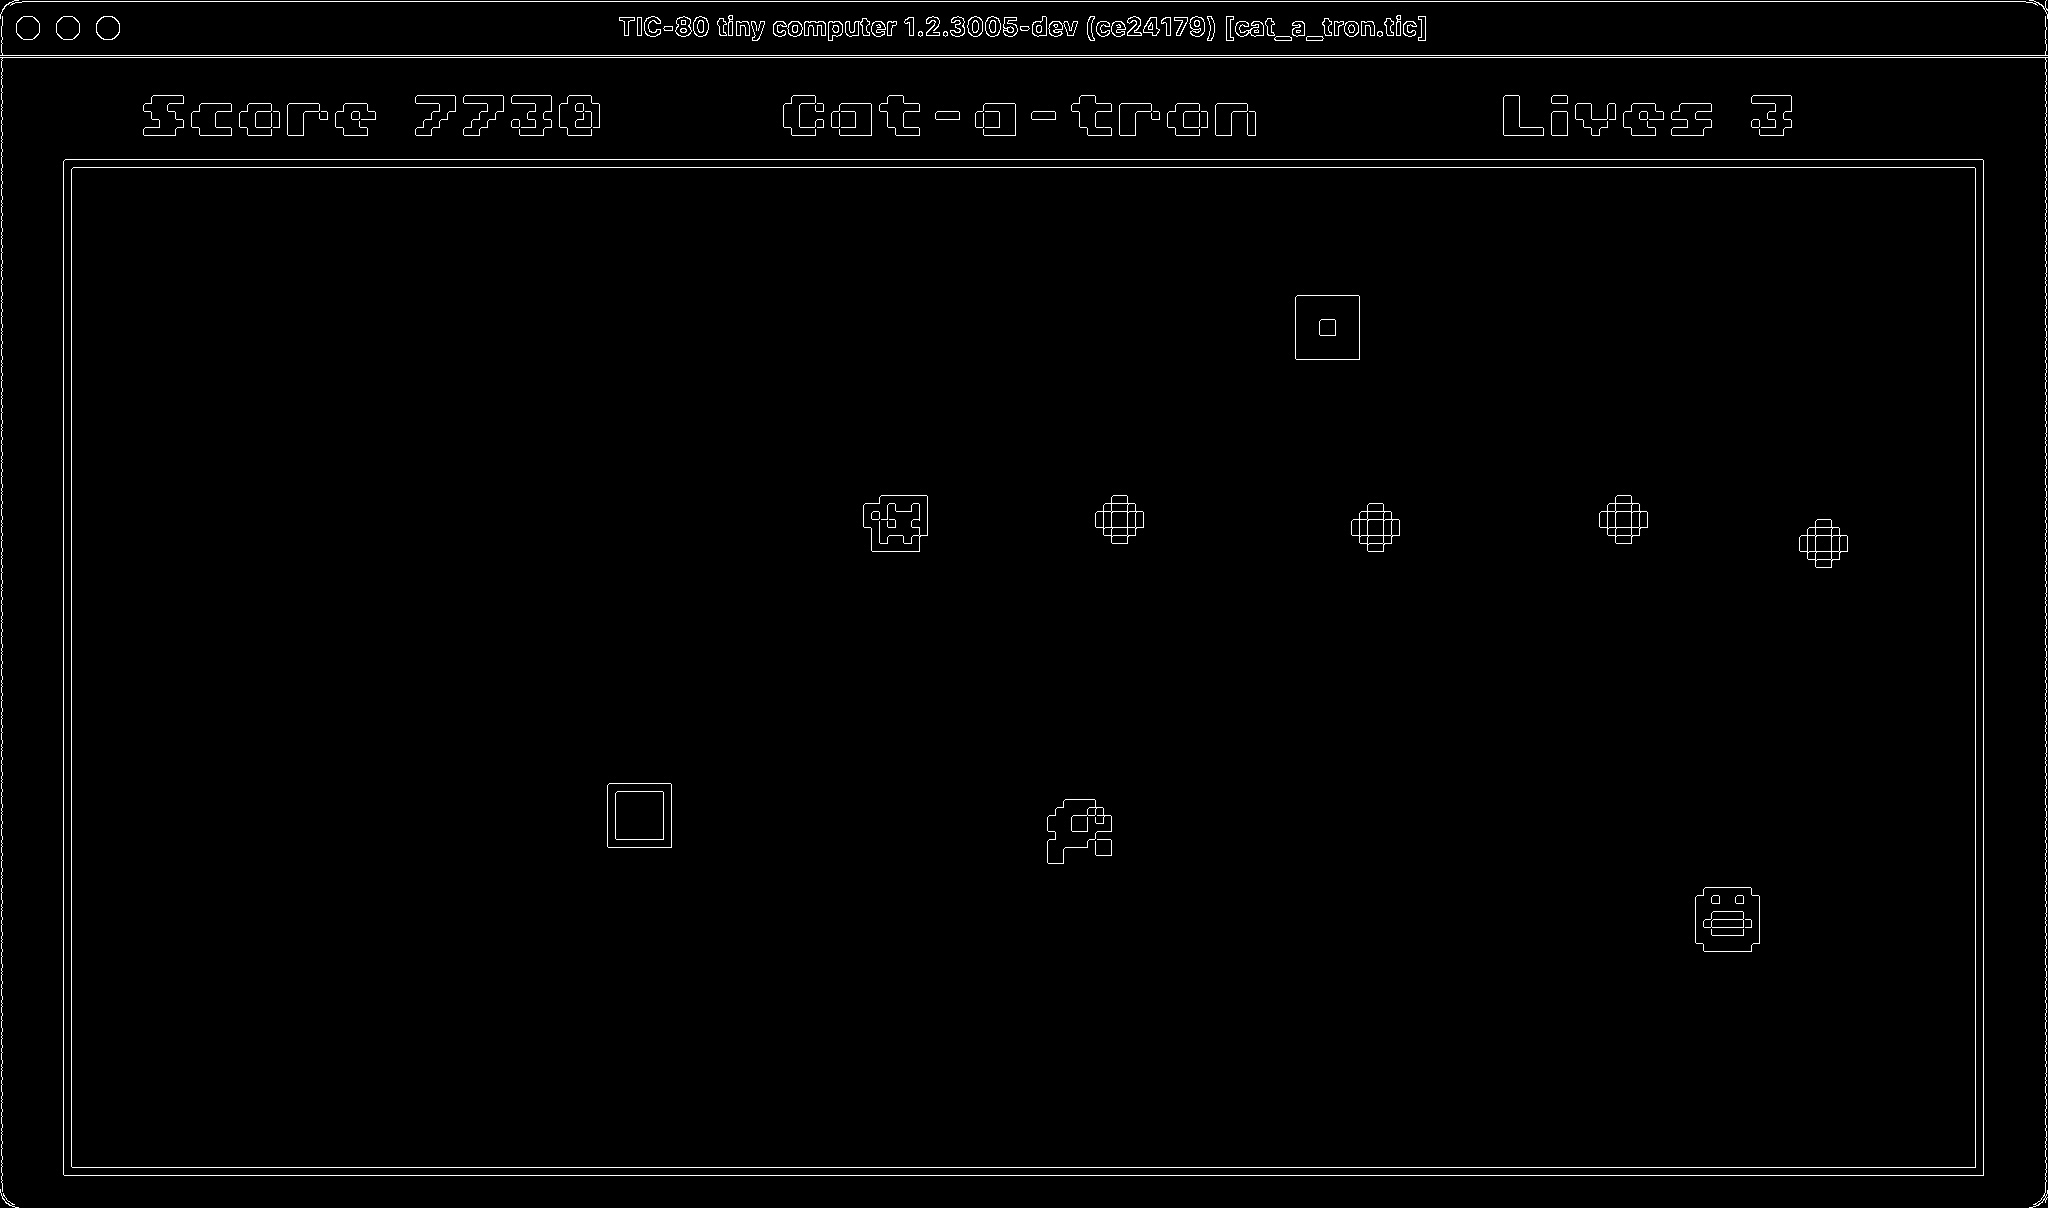 TIC-80 tiny computer 1.2.3005-dev (ce24179) [cat_a_tron.tic]
Score 7730 Cat-a-tron Lives 3